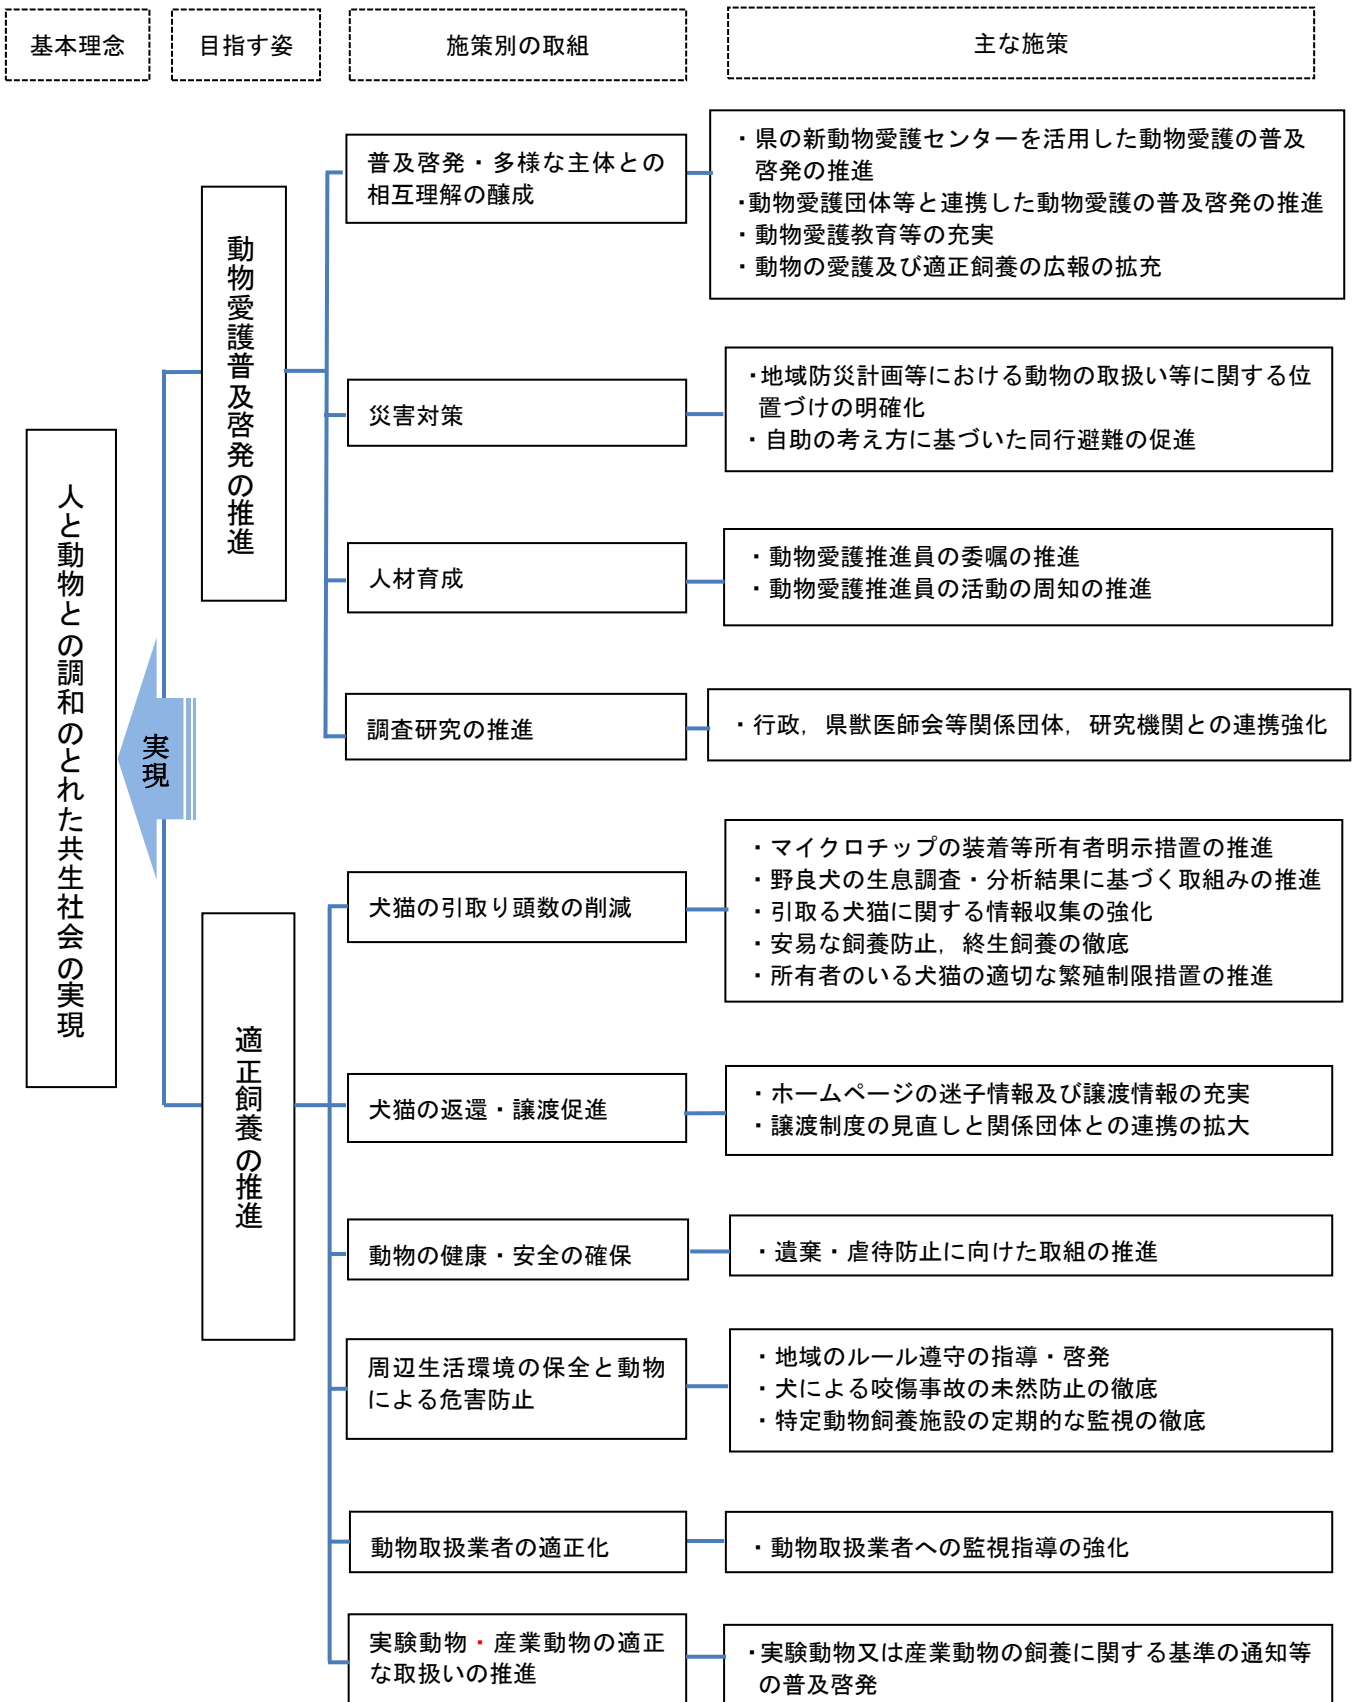 基本理念
目指す姿
施策別の取組
主な施策
人と動物との調和のとれた共生社会の実現
実現
動物愛護普及啓発の推進
普及啓発・多様な主体との
相互理解の醸成
・県の新動物愛護センターを活用した動物愛護の普及
啓発の推進
・動物愛護団体等と連携した動物愛護の普及啓発の推進
・動物愛護教育等の充実
・動物の愛護及び適正飼養の広報の拡充
災害対策
・地域防災計画等における動物の取扱い等に関する位
置づけの明確化
・自助の考え方に基づいた同行避難の促進
人材育成
・動物愛護推進員の委嘱の推進
・動物愛護推進員の活動の周知の推進
調査研究の推進
・行政，県獣医師会等関係団体，研究機関との連携強化
適正飼養の推進
犬猫の引取り頭数の削減
・マイクロチップの装着等所有者明示措置の推進
・野良犬の生息調査・分析結果に基づく取組みの推進
・引取る犬猫に関する情報収集の強化
・安易な飼養防止，終生飼養の徹底
・所有者のいる犬猫の適切な繁殖制限措置の推進
犬猫の返還・譲渡促進
・ホームページの迷子情報及び譲渡情報の充実
・譲渡制度の見直しと関係団体との連携の拡大
動物の健康・安全の確保
・遺棄・虐待防止に向けた取組の推進
周辺生活環境の保全と動物
による危害防止
・地域のルール遵守の指導・啓発
・犬による咬傷事故の未然防止の徹底
・特定動物飼養施設の定期的な監視の徹底
動物取扱業者の適正化
・動物取扱業者への監視指導の強化
実験動物・産業動物の適正
な取扱いの推進
・実験動物又は産業動物の飼養に関する基準の通知等
の普及啓発